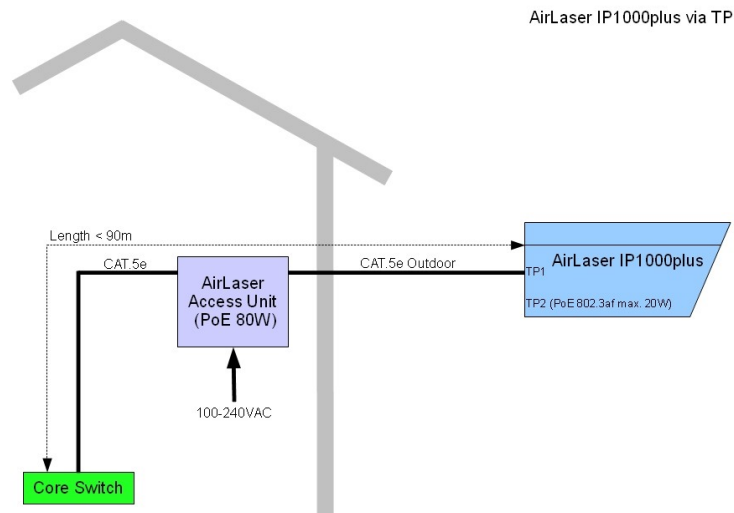 AirLaser IP1000plus via TP
Length < 90m
CAT.5e
AirLaser
Access Unit
(PoE 80W)
CAT.5e Outdoor
AirLaser IP1000plus
TP1
TP2 (PoE 802.3af max. 20W)
100-240VAC
Core Switch